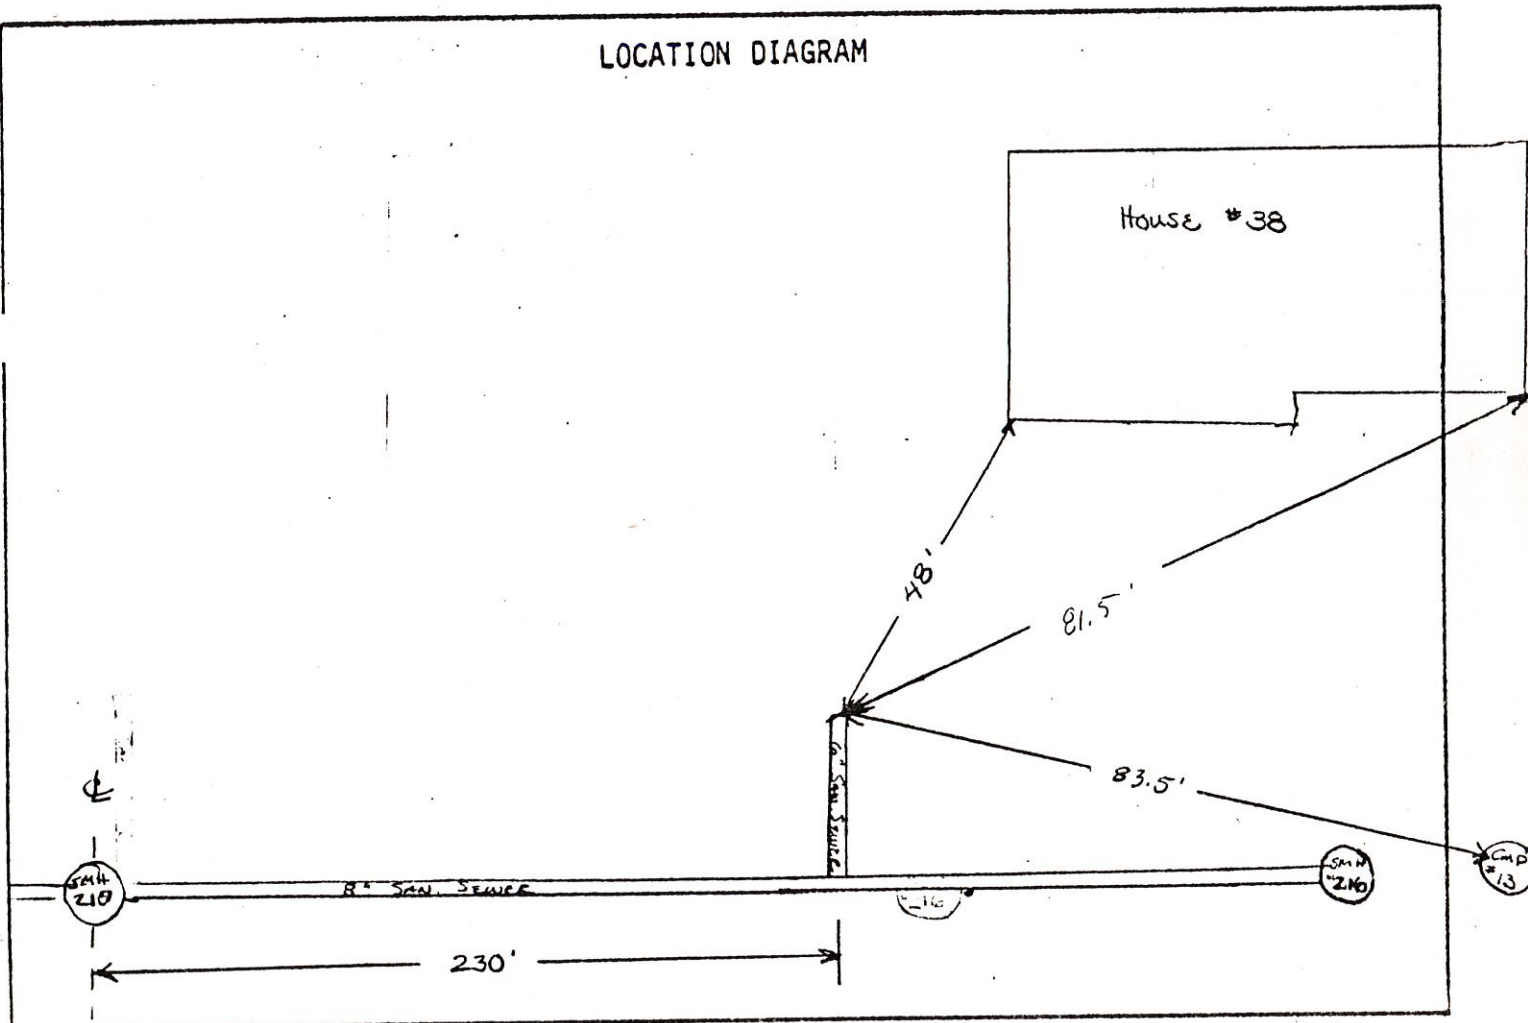 LOCATION DIAGRAM
House #38
48'
81.5'
83.5'
6" SAN. SEWER
℄
SMH
8" SAN. SEWER
SMH
#216
CMP
#13
230'